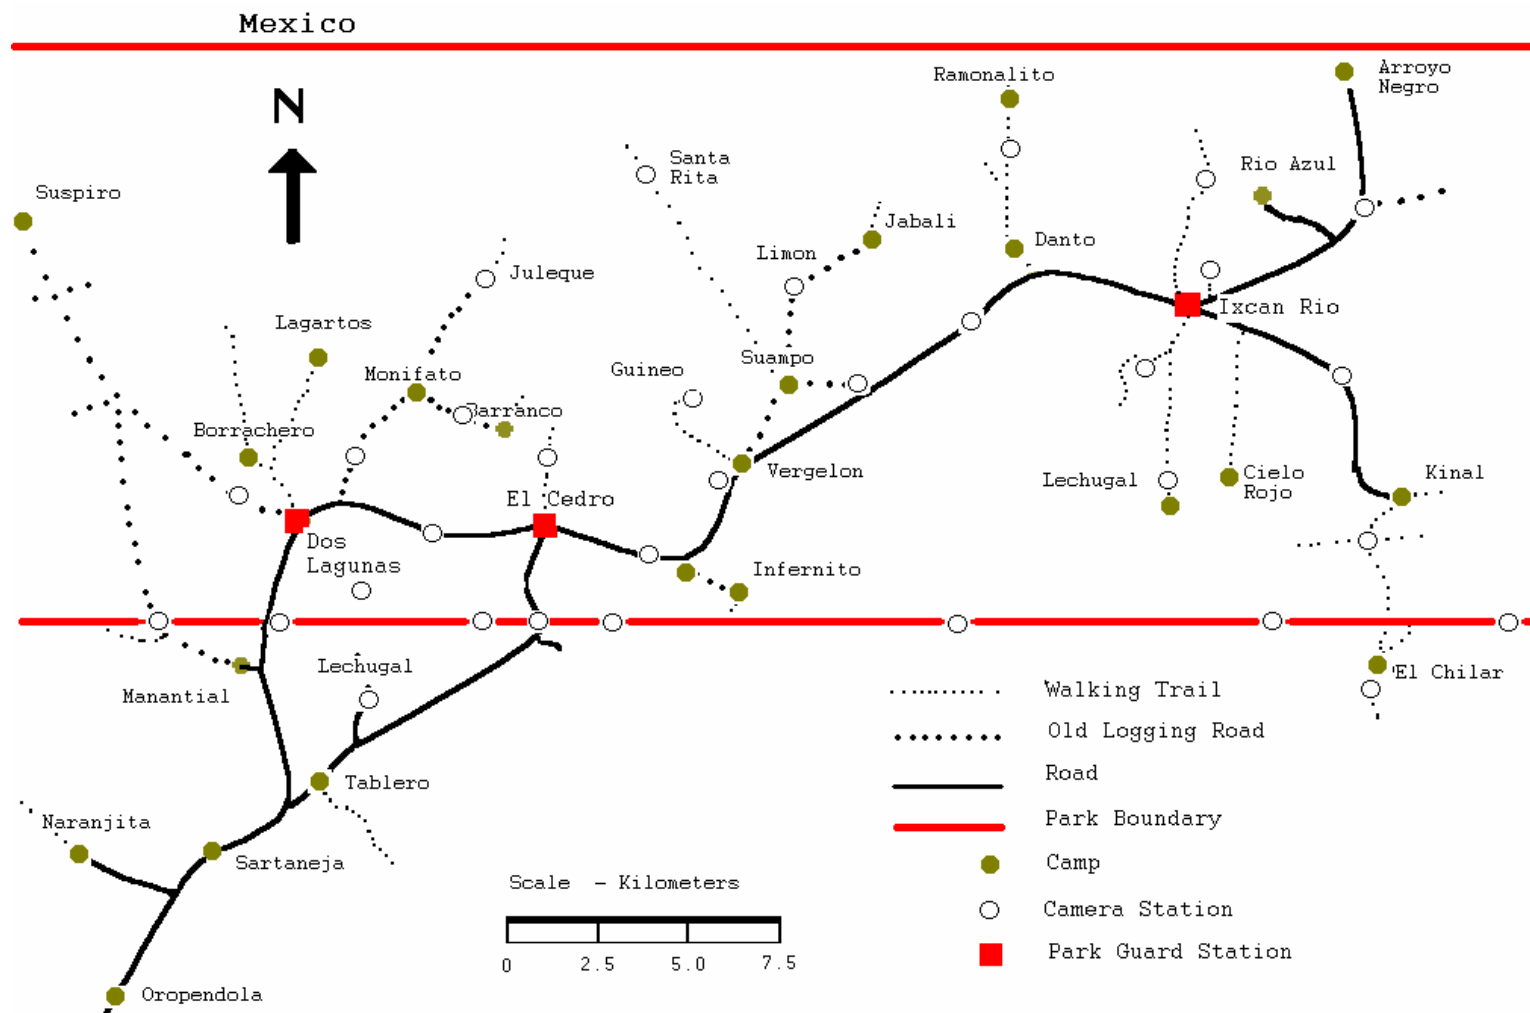 Mexico
N
Ramonalito
Arroyo
Negro
Santa
Rita
Rio Azul
Suspiro
Jabali
Danto
Limon
Juleque
Ixcan Rio
Lagartos
Suampo
Guineo
Monifato
Barranco
Borrachero
Vergelon
Lechugal
Cielo
Rojo
Kinal
El Cedro
Dos
Lagunas
Infernito
Lechugal
Manantial
El Chilar
Walking Trail
Old Logging Road
Road
Tablero
Park Boundary
Naranjita
Sartaneja
Camp
Scale - Kilometers
Camera Station
Park Guard Station
0 2.5 5.0 7.5
Oropendola